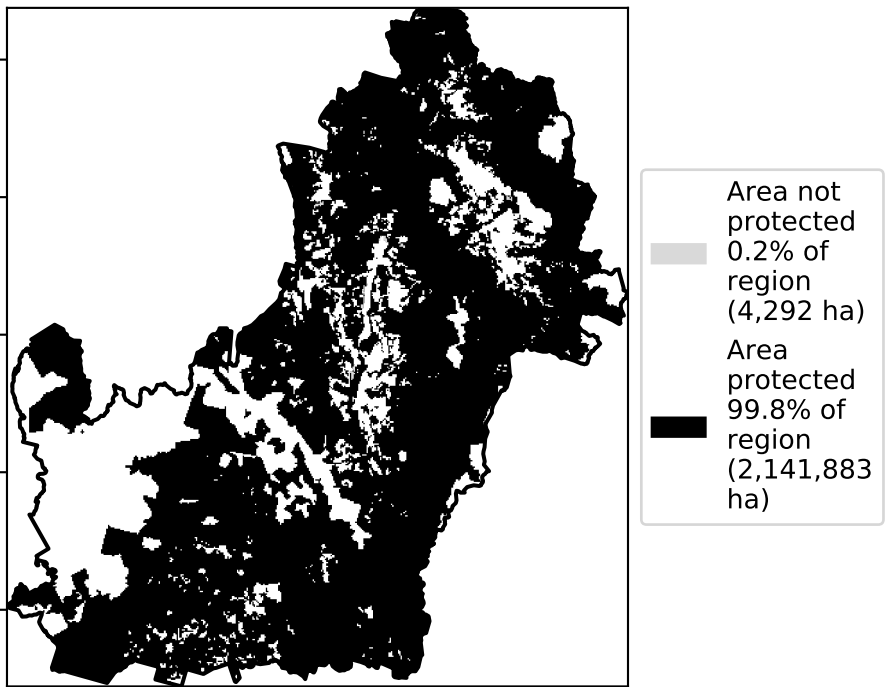 Area not
protected
0.2% of
region
(4,292 ha)
Area
protected
99.8% of
region
(2,141,883
ha)